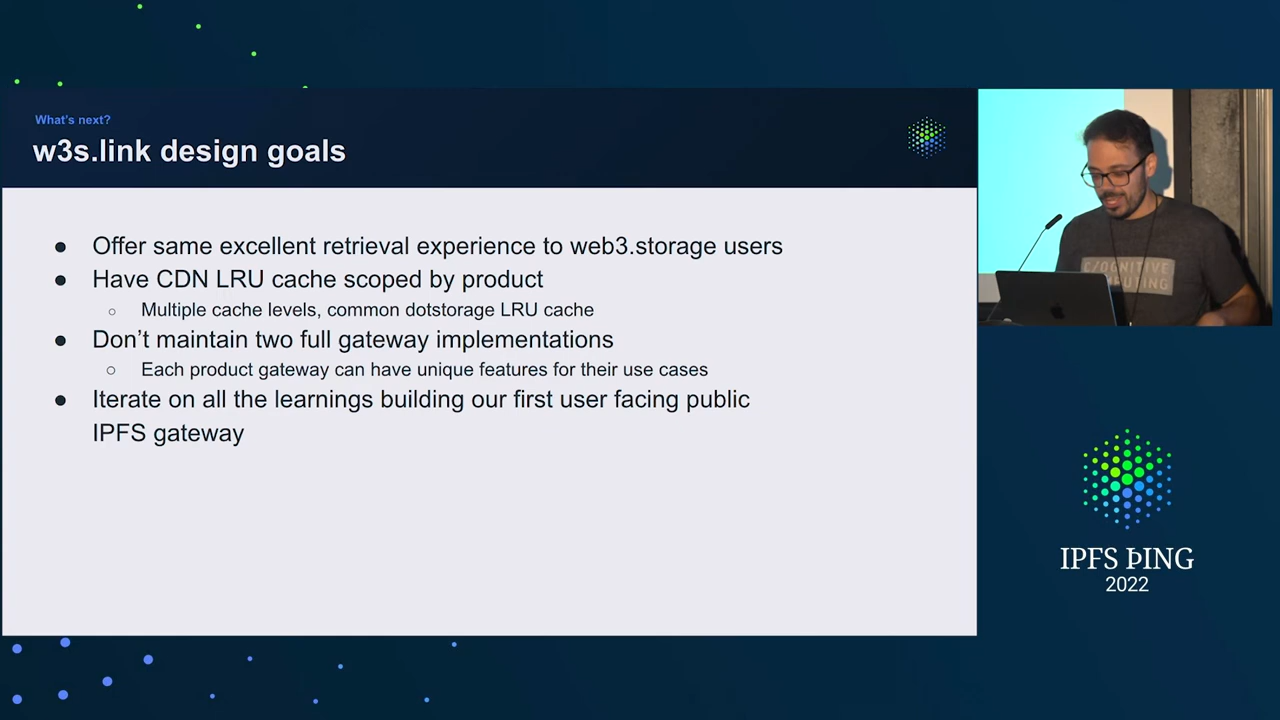 What's next?
w3s.link design goals
● Offer same excellent retrieval experience to web3.storage users
● Have CDN LRU cache scoped by product
○ Multiple cache levels, common dotstorage LRU cache
● Don't maintain two full gateway implementations
○ Each product gateway can have unique features for their use cases
● Iterate on all the learnings building our first user facing public
IPFS gateway
IPFS ÞING
2022